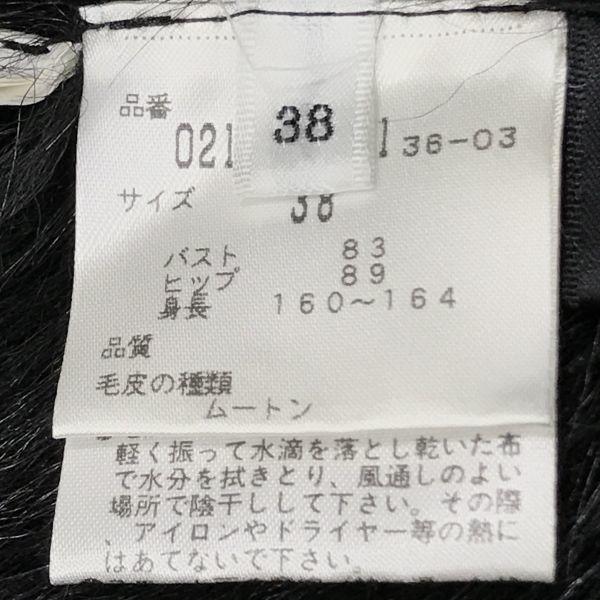 38
品番
021 1 36-03
サイズ 38
バスト 83
ヒップ 89
身長 160～164
品質
毛皮の種類
ムートン
軽く振って水滴を落とし乾いた布
で水分を拭きとり、風通しのよい
場所で陰干しして下さい。その際
、アイロンやドライヤー等の熱に
はあてないで下さい。